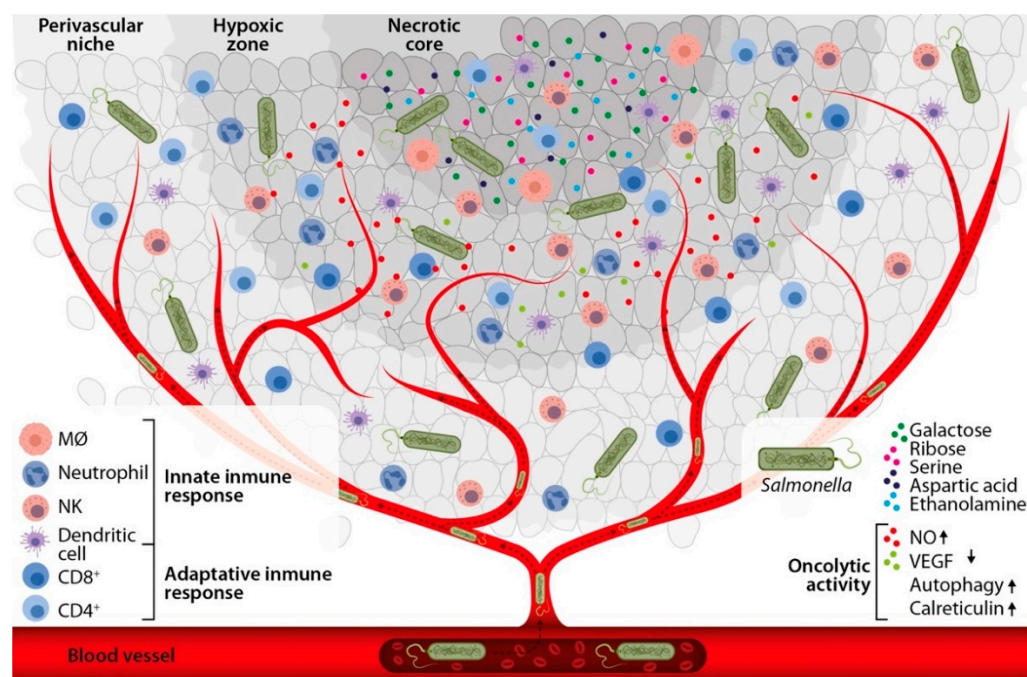 Perivascular niche
Hypoxic zone
Necrotic core
MØ
Neutrophil
NK
Dendritic cell
CD8⁺
CD4⁺
Innate inmune response
Adaptative inmune response
Salmonella
Galactose
Ribose
Serine
Aspartic acid
Ethanolamine
Oncolytic activity
NO↑
VEGF ↓
Autophagy↑
Calreticulin↑
Blood vessel